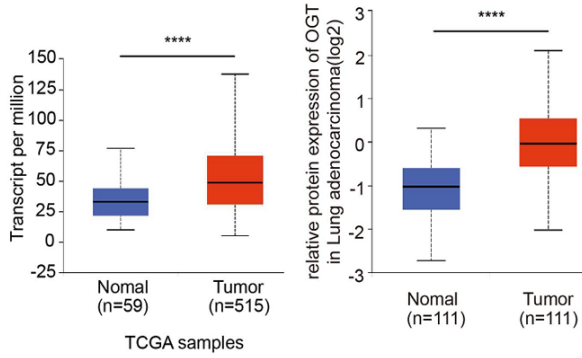 ****
Transcript per million
150
125
100
75
50
25
0
-25
Nomal
(n=59)
Tumor
(n=515)
TCGA samples
****
relative protein expression of OGT
in Lung adenocarcinoma(log2)
3
2
1
0
-1
-2
-3
Nomal
(n=111)
Tumor
(n=111)